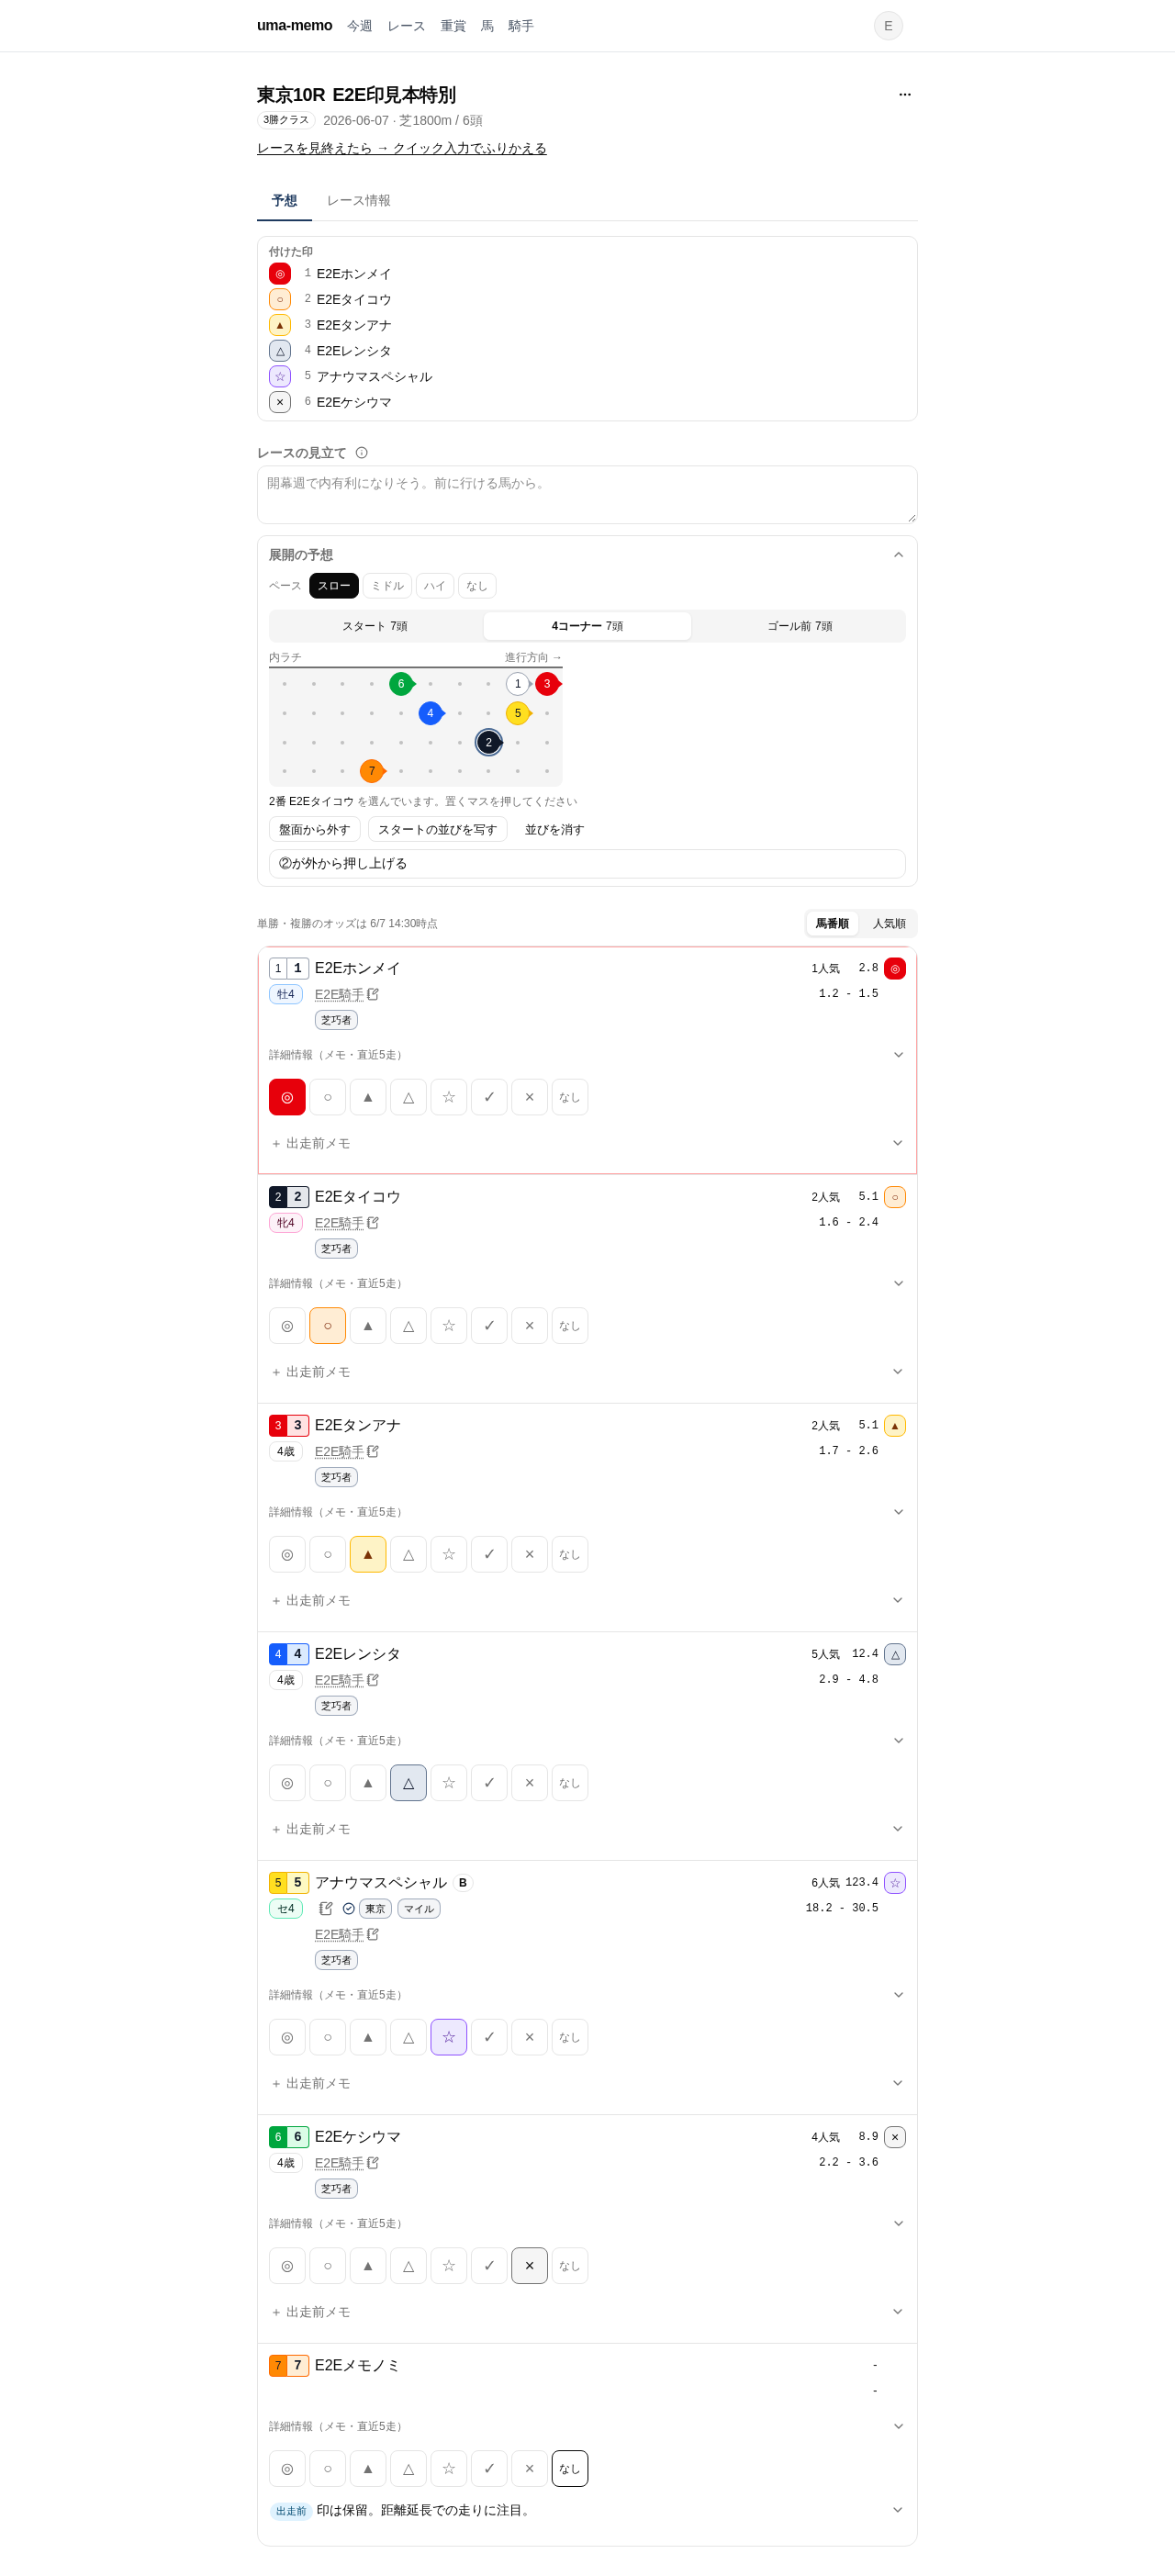 uma-memo 今週 レース 重賞 馬 騎手 E
東京10R E2E印見本特別 ···
3勝クラス 2026-06-07 · 芝1800m / 6頭
レースを見終えたら → クイック入力でふりかえる
予想 レース情報
付けた印
◎ 1 E2Eホンメイ
○ 2 E2Eタイコウ
▲ 3 E2Eタンアナ
△ 4 E2Eレンシタ
☆ 5 アナウマスペシャル
× 6 E2Eケシウマ
レースの見立て
開幕週で内有利になりそう。前に行ける馬から。
展開の予想
ペース スロー ミドル ハイ なし
スタート 7頭 4コーナー 7頭 ゴール前 7頭
内ラチ 進行方向 →
6 1 3
4 5
2
7
2番 E2Eタイコウ を選んでいます。置くマスを押してください
盤面から外す スタートの並びを写す 並びを消す
②が外から押し上げる
単勝・複勝のオッズは 6/7 14:30時点 馬番順 人気順
1 1 E2Eホンメイ 1人気 2.8 ◎
牡4 E2E騎手 1.2 - 1.5
芝巧者
詳細情報（メモ・直近5走）
◎ ○ ▲ △ ☆ ✓ × なし
＋ 出走前メモ
2 2 E2Eタイコウ 2人気 5.1 ○
牝4 E2E騎手 1.6 - 2.4
芝巧者
詳細情報（メモ・直近5走）
◎ ○ ▲ △ ☆ ✓ × なし
＋ 出走前メモ
3 3 E2Eタンアナ 2人気 5.1 ▲
4歳 E2E騎手 1.7 - 2.6
芝巧者
詳細情報（メモ・直近5走）
◎ ○ ▲ △ ☆ ✓ × なし
＋ 出走前メモ
4 4 E2Eレンシタ 5人気 12.4 △
4歳 E2E騎手 2.9 - 4.8
芝巧者
詳細情報（メモ・直近5走）
◎ ○ ▲ △ ☆ ✓ × なし
＋ 出走前メモ
5 5 アナウマスペシャル B 6人気 123.4 ☆
セ4 東京 マイル 18.2 - 30.5
E2E騎手
芝巧者
詳細情報（メモ・直近5走）
◎ ○ ▲ △ ☆ ✓ × なし
＋ 出走前メモ
6 6 E2Eケシウマ 4人気 8.9 ×
4歳 E2E騎手 2.2 - 3.6
芝巧者
詳細情報（メモ・直近5走）
◎ ○ ▲ △ ☆ ✓ × なし
＋ 出走前メモ
7 7 E2Eメモノミ -
-
詳細情報（メモ・直近5走）
◎ ○ ▲ △ ☆ ✓ × なし
出走前 印は保留。距離延長での走りに注目。